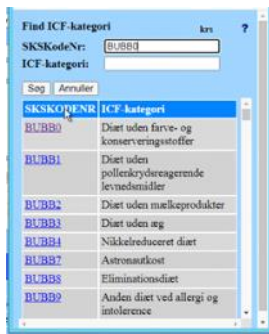 Find ICF-kategori krs ?
SKSKodeNr: BUBB0
ICF-kategori:
Søg Annuller
SKSKODENR ICF-kategori
BUBB0 Diæt uden farve- og
konserveringsstoffer
BUBB1 Diæt uden
pollenkrydsreagerende
levnedsmidler
BUBB2 Diæt uden mælkeprodukter
BUBB3 Diæt uden æg
BUBB4 Nikkelreduceret diæt
BUBB7 Astronautkost
BUBB8 Eliminationsdiæt
BUBB9 Anden diæt ved allergi og
intolerence